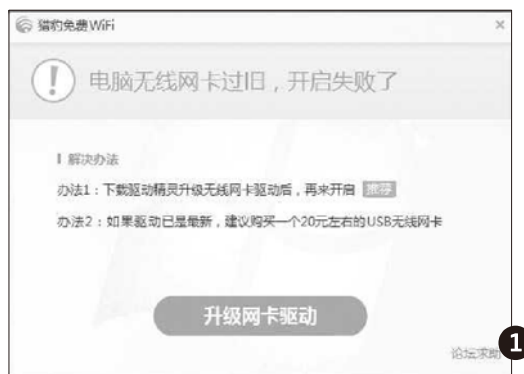 猎豹免费WiFi
电脑无线网卡过旧，开启失败了
解决办法
办法1：下载驱动精灵升级无线网卡驱动后，再来开启 推荐
办法2：如果驱动已是最新，建议购买一个20元左右的USB无线网卡
升级网卡驱动
论坛求助
1